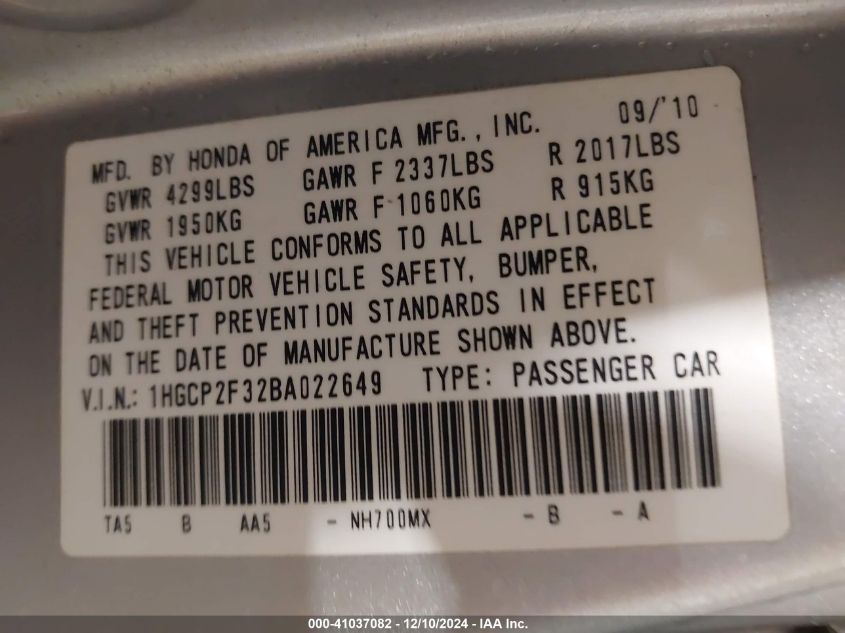 MFD. BY HONDA OF AMERICA MFG., INC. 09/'10
GVWR 4299LBS GAWR F 2337LBS R 2017LBS
GVWR 1950KG GAWR F 1060KG R 915KG
THIS VEHICLE CONFORMS TO ALL APPLICABLE
FEDERAL MOTOR VEHICLE SAFETY, BUMPER,
AND THEFT PREVENTION STANDARDS IN EFFECT
ON THE DATE OF MANUFACTURE SHOWN ABOVE.
V.I.N.: 1HGCP2F32BA022649 TYPE: PASSENGER CAR
TA5 B AA5 - NH700MX - B - A
000-41037082 - 12/10/2024 - IAA Inc.